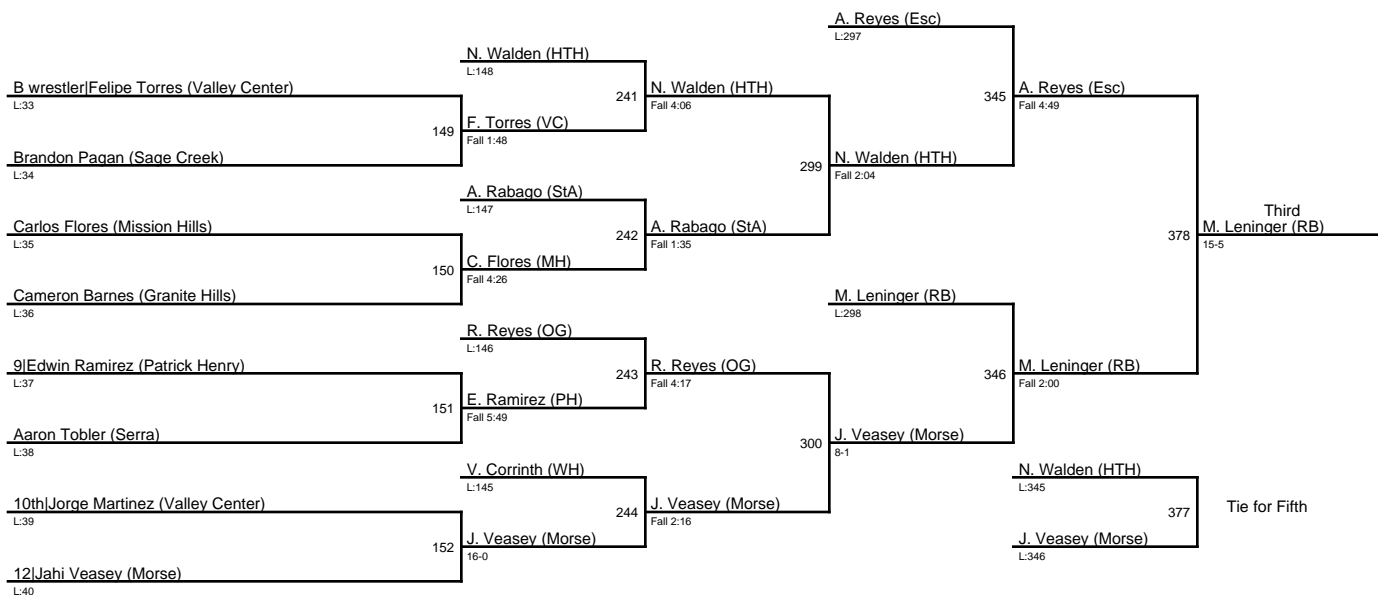 A. Reyes (Esc)
L:297
N. Walden (HTH)
L:148
B wrestler|Felipe Torres (Valley Center)
L:33
241
N. Walden (HTH)
Fall 4:06
345
A. Reyes (Esc)
Fall 4:49
149
F. Torres (VC)
Fall 1:48
Brandon Pagan (Sage Creek)
L:34
299
N. Walden (HTH)
Fall 2:04
A. Rabago (StA)
L:147
Carlos Flores (Mission Hills)
L:35
242
A. Rabago (StA)
Fall 1:35
378
Third
M. Leninger (RB)
15-5
150
C. Flores (MH)
Fall 4:26
Cameron Barnes (Granite Hills)
L:36
M. Leninger (RB)
L:298
R. Reyes (OG)
L:146
9|Edwin Ramirez (Patrick Henry)
L:37
243
R. Reyes (OG)
Fall 4:17
346
M. Leninger (RB)
Fall 2:00
151
E. Ramirez (PH)
Fall 5:49
Aaron Tobler (Serra)
L:38
300
J. Veasey (Morse)
8-1
V. Corrinth (WH)
L:145
N. Walden (HTH)
L:345
10th|Jorge Martinez (Valley Center)
L:39
244
J. Veasey (Morse)
Fall 2:16
377
Tie for Fifth
152
J. Veasey (Morse)
16-0
J. Veasey (Morse)
L:346
12|Jahi Veasey (Morse)
L:40